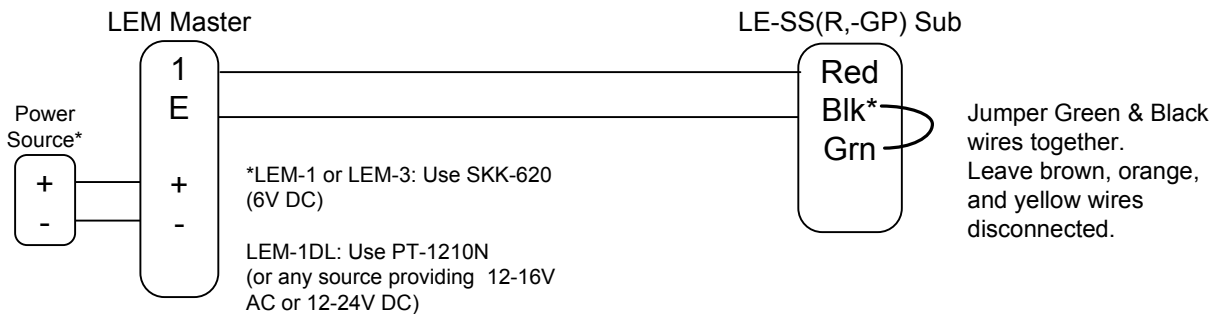 LEM Master
LE-SS(R,-GP) Sub
1
E
+
-
Power
Source*
+
-
*LEM-1 or LEM-3: Use SKK-620
(6V DC)
LEM-1DL: Use PT-1210N
(or any source providing 12-16V
AC or 12-24V DC)
Red
Blk*
Grn
Jumper Green & Black
wires together.
Leave brown, orange,
and yellow wires
disconnected.